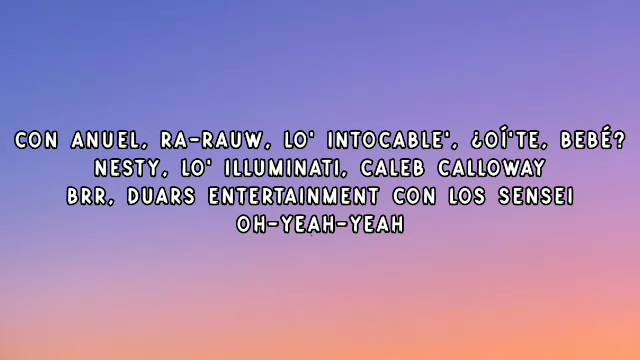 CON ANUEL, RA-RAUW, LO' INTOCABLE', ¿OÍ'TE, BEBÉ?
NESTY, LO' ILLUMINATI, CALEB CALLOWAY
BRR, DUARS ENTERTAINMENT CON LOS SENSEI
OH-YEAH-YEAH